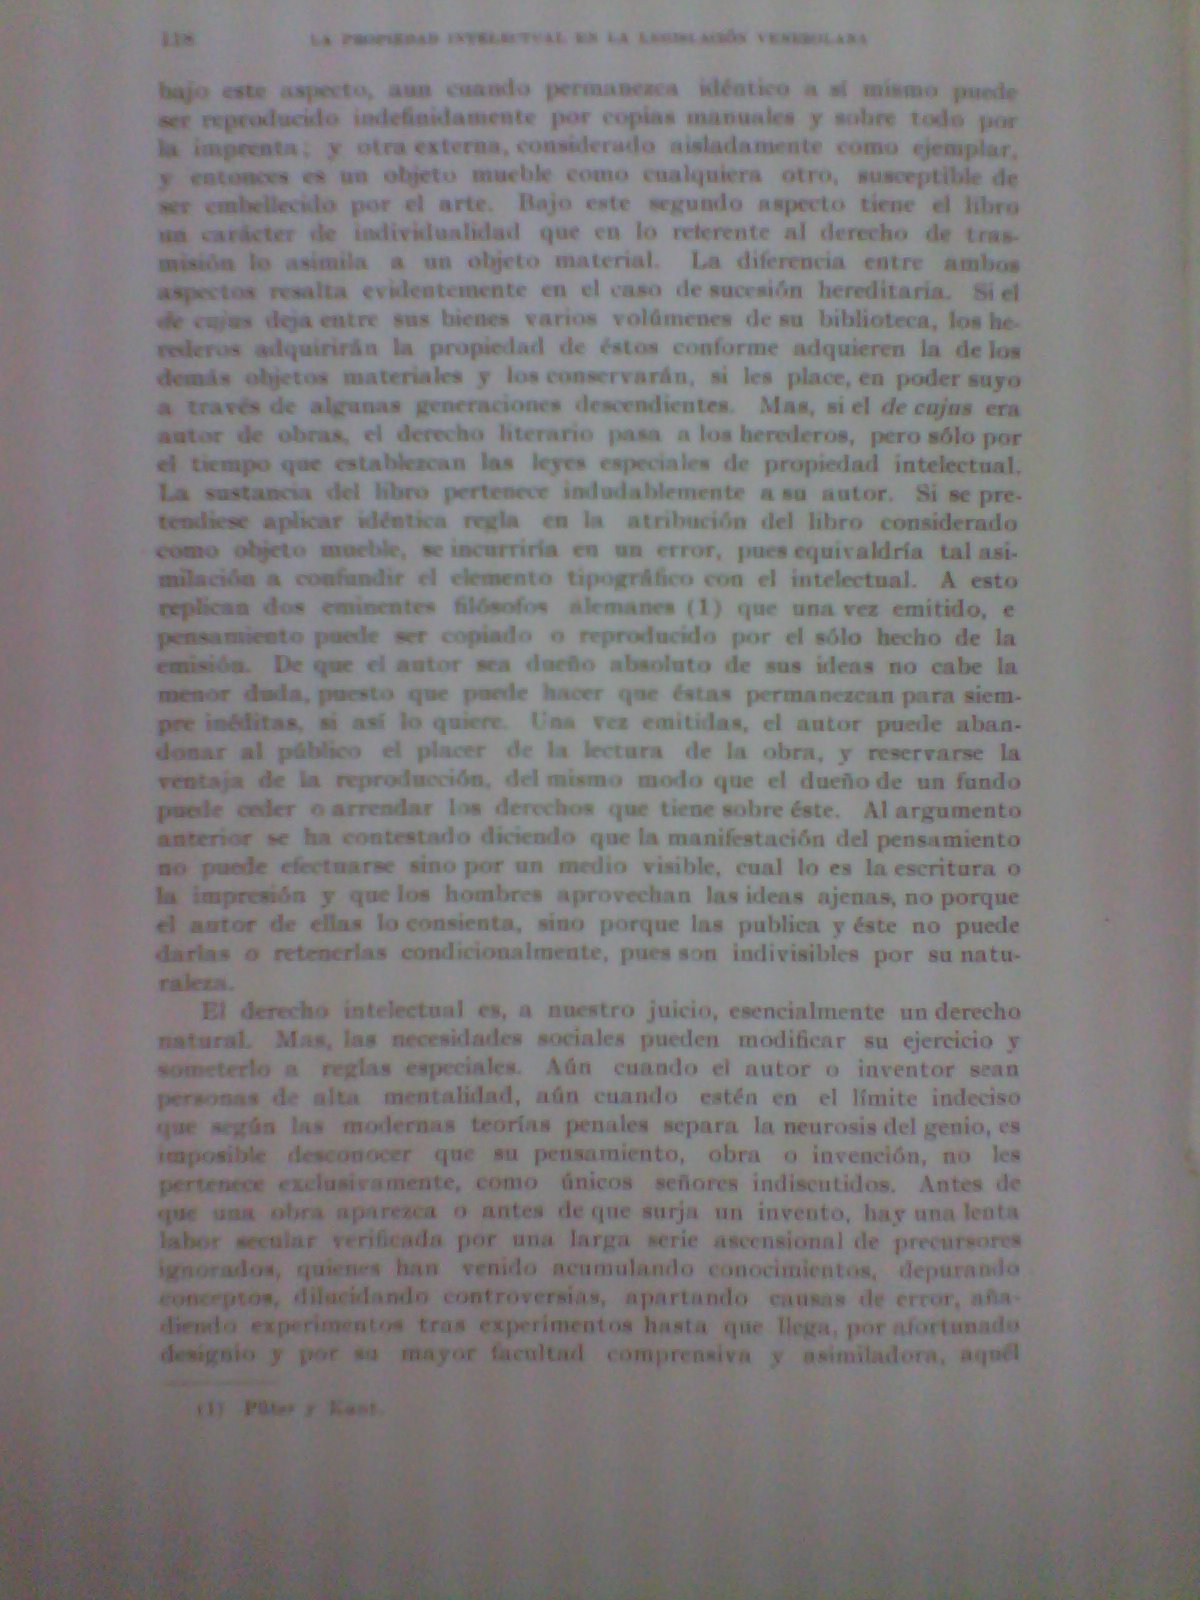 118 LA PROPIEDAD INTELECTUAL EN LA LEGISLACIÓN VENEZOLANA
bajo este aspecto, aun cuando permanezca idéntico a sí mismo puede
ser reproducido indefinidamente por copias manuales y sobre todo por
la imprenta; y otra externa, considerado aisladamente como ejemplar,
y entonces es un objeto mueble como cualquiera otro, susceptible de
ser embellecido por el arte. Bajo este segundo aspecto tiene el libro
un carácter de individualidad que en lo referente al derecho de tras-
misión lo asimila a un objeto material. La diferencia entre ambos
aspectos resalta evidentemente en el caso de sucesión hereditaria. Si el
de cujus deja entre sus bienes varios volúmenes de su biblioteca, los he-
rederos adquirirán la propiedad de éstos conforme adquieren la de los
demás objetos materiales y los conservarán, si les place, en poder suyo
a través de algunas generaciones descendientes. Mas, si el de cujus era
autor de obras, el derecho literario pasa a los herederos, pero sólo por
el tiempo que establezcan las leyes especiales de propiedad intelectual.
La sustancia del libro pertenece indudablemente a su autor. Si se pre-
tendiese aplicar idéntica regla en la atribución del libro considerado
como objeto mueble, se incurriría en un error, pues equivaldría tal asi-
milación a confundir el elemento tipográfico con el intelectual. A esto
replican dos eminentes filósofos alemanes (1) que una vez emitido, e
pensamiento puede ser copiado o reproducido por el sólo hecho de la
emisión. De que el autor sea dueño absoluto de sus ideas no cabe la
menor duda, puesto que puede hacer que éstas permanezcan para siem-
pre inéditas, si así lo quiere. Una vez emitidas, el autor puede aban-
donar al público el placer de la lectura de la obra, y reservarse la
ventaja de la reproducción, del mismo modo que el dueño de un fundo
puede ceder o arrendar los derechos que tiene sobre éste. Al argumento
anterior se ha contestado diciendo que la manifestación del pensamiento
no puede efectuarse sino por un medio visible, cual lo es la escritura o
la impresión y que los hombres aprovechan las ideas ajenas, no porque
el autor de ellas lo consienta, sino porque las publica y éste no puede
darlas o retenerlas condicionalmente, pues son indivisibles por su natu-
raleza.
El derecho intelectual es, a nuestro juicio, esencialmente un derecho
natural. Mas, las necesidades sociales pueden modificar su ejercicio y
someterlo a reglas especiales. Aún cuando el autor o inventor sean
personas de alta mentalidad, aún cuando estén en el límite indeciso
que según las modernas teorías penales separa la neurosis del genio, es
imposible desconocer que su pensamiento, obra o invención, no les
pertenece exclusivamente, como únicos señores indiscutidos. Antes de
que una obra aparezca o antes de que surja un invento, hay una lenta
labor secular verificada por una larga serie ascensional de precursores
ignorados, quienes han venido acumulando conocimientos, depurando
conceptos, dilucidando controversias, apartando causas de error, aña-
diendo experimentos tras experimentos hasta que llega, por afortunado
designio y por su mayor facultad comprensiva y asimiladora, aquél
(1) Püter y Kant.